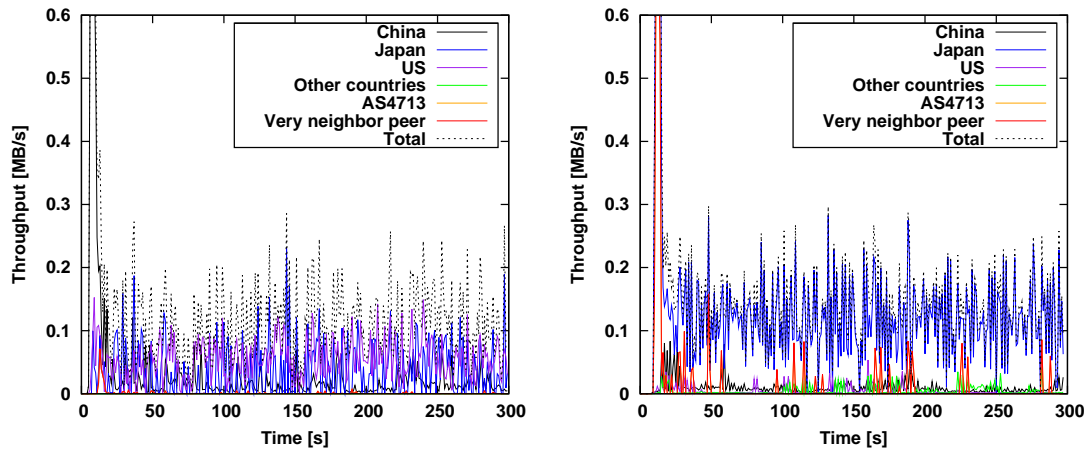 0.6
0.5
0.4
0.3
0.2
0.1
0
0 50 100 150 200 250 300
Throughput [MB/s]
Time [s]
China
Japan
US
Other countries
AS4713
Very neighbor peer
Total
0.6
0.5
0.4
0.3
0.2
0.1
0
0 50 100 150 200 250 300
Throughput [MB/s]
Time [s]
China
Japan
US
Other countries
AS4713
Very neighbor peer
Total